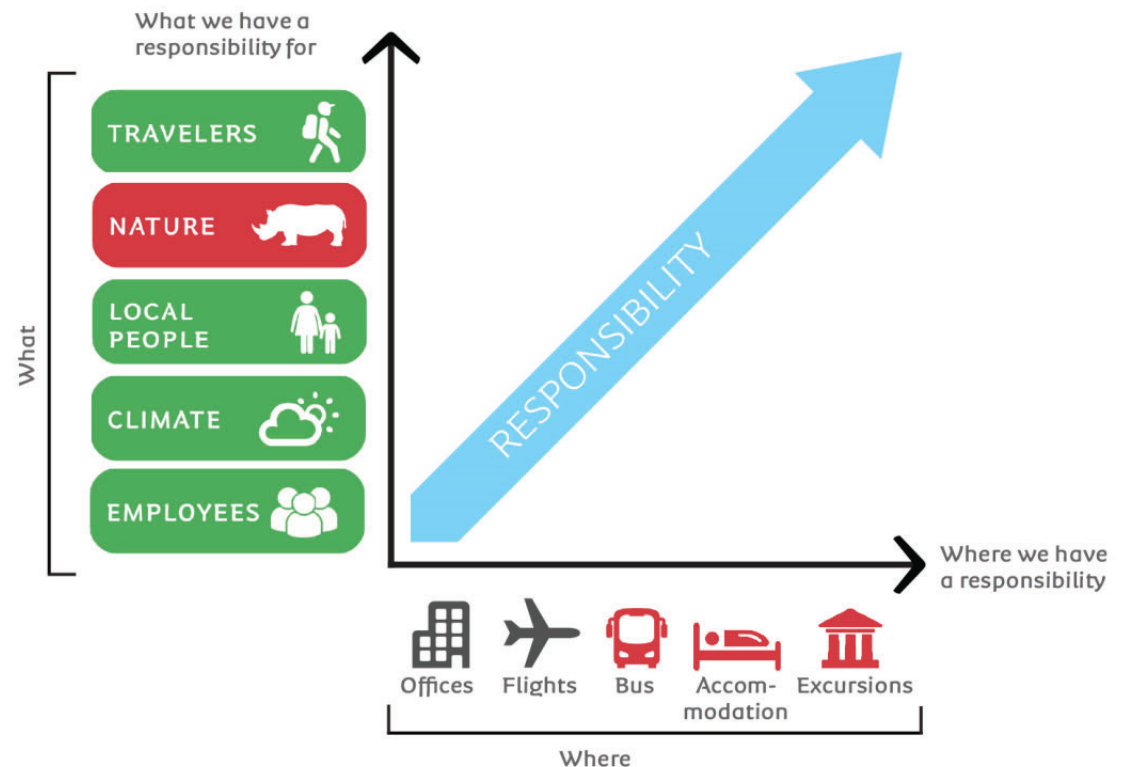 What we have a
responsibility for
What
TRAVELERS
NATURE
LOCAL
PEOPLE
CLIMATE
EMPLOYEES
RESPONSIBILITY
Where we have
a responsibility
Offices
Flights
Bus
Accom-
modation
Excursions
Where